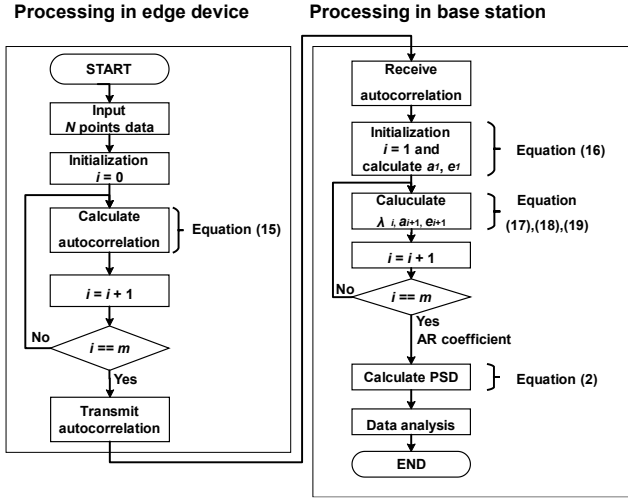 Processing in edge device
START
Input
N points data
Initialization
i = 0
Calculate
autocorrelation
Equation (15)
i = i + 1
No
i == m
Yes
Transmit
autocorrelation
Processing in base station
Receive
autocorrelation
Initialization
i = 1 and
calculate a1, e1
Equation (16)
Caluculate
λ i, ai+1, ei+1
Equation
(17),(18),(19)
i = i + 1
No
i == m
Yes
AR coefficient
Calculate PSD
Equation (2)
Data analysis
END